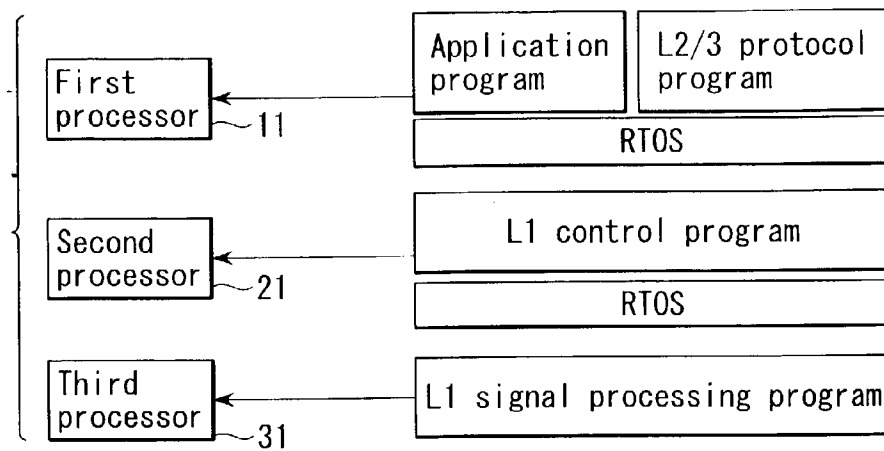 First
processor
11
Application
program
L2/3 protocol
program
RTOS
Second
processor
21
L1 control program
RTOS
Third
processor
31
L1 signal processing program